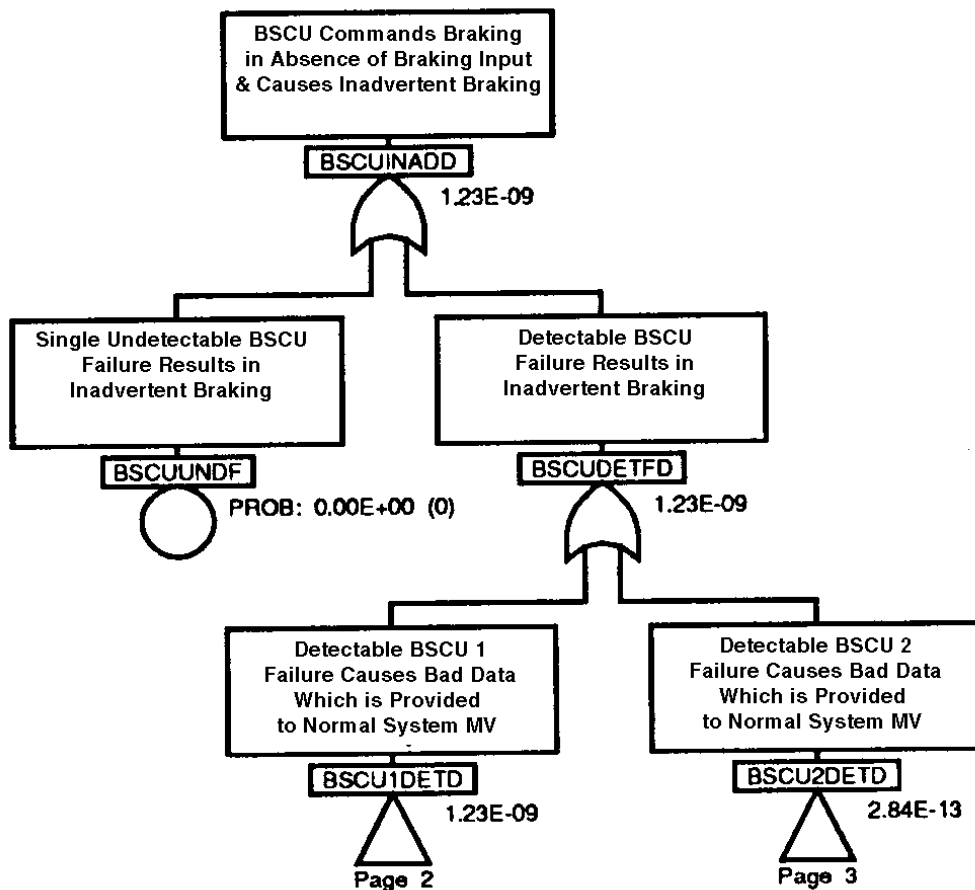 BSCU Commands Braking
in Absence of Braking Input
& Causes Inadvertent Braking
BSCUINADD
1.23E-09
Single Undetectable BSCU
Failure Results in
Inadvertent Braking
BSCUUNDF
PROB: 0.00E+00 (0)
Detectable BSCU
Failure Results in
Inadvertent Braking
BSCUDETFD
1.23E-09
Detectable BSCU 1
Failure Causes Bad Data
Which is Provided
to Normal System MV
BSCU1DETD
1.23E-09
Page 2
Detectable BSCU 2
Failure Causes Bad Data
Which is Provided
to Normal System MV
BSCU2DETD
2.84E-13
Page 3